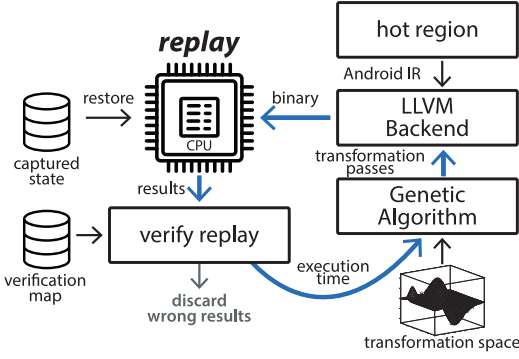 replay
hot region
Android IR
restore
binary
LLVM
Backend
CPU
captured
state
transformation
passes
results
Genetic
Algorithm
verify replay
verification
map
execution
time
discard
wrong results
transformation space